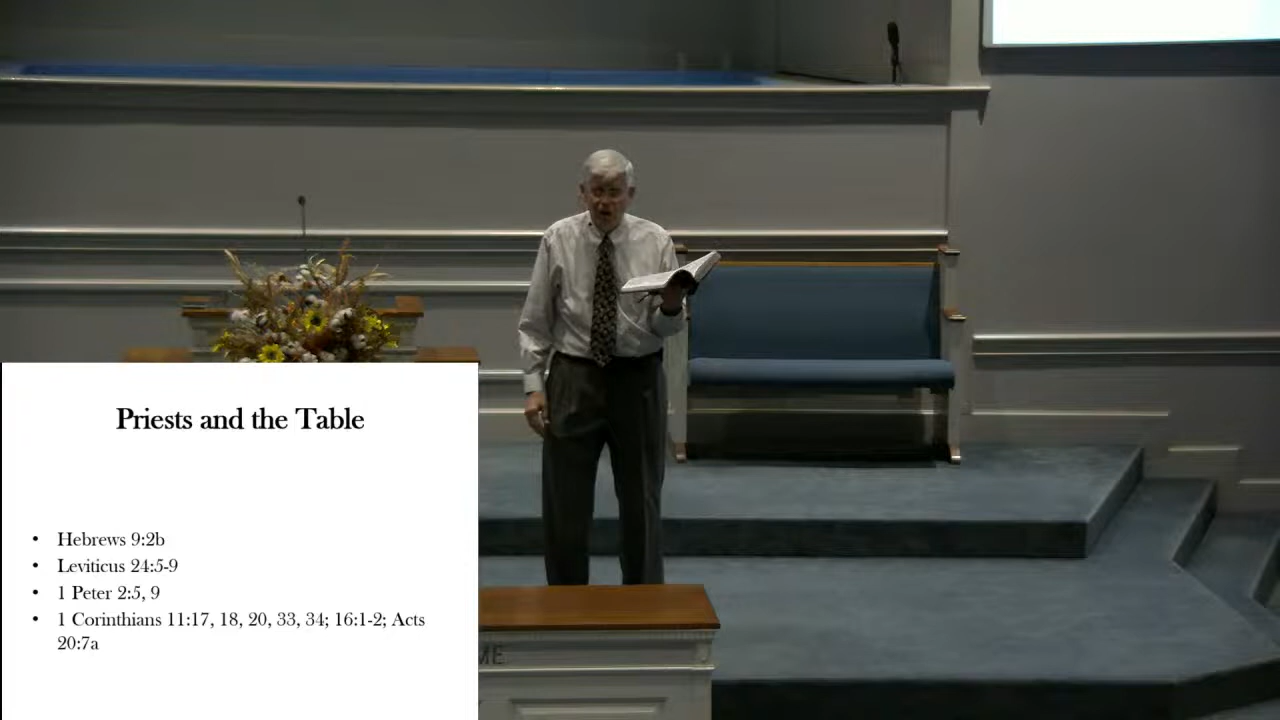 Priests and the Table
• Hebrews 9:2b
• Leviticus 24:5-9
• 1 Peter 2:5, 9
• 1 Corinthians 11:17, 18, 20, 33, 34; 16:1-2; Acts
20:7a
ME